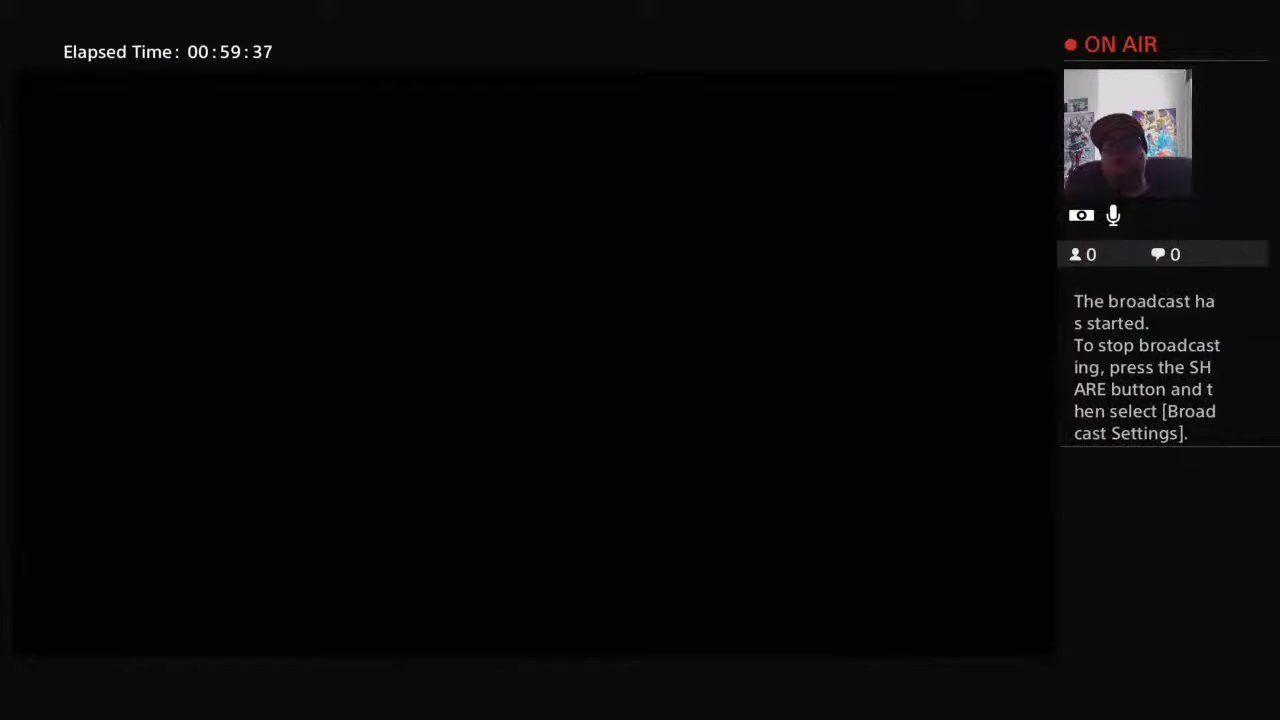 Elapsed Time: 00:59:37
ON AIR
0 0
The broadcast ha
s started.
To stop broadcast
ing, press the SH
ARE button and t
hen select [Broad
cast Settings].